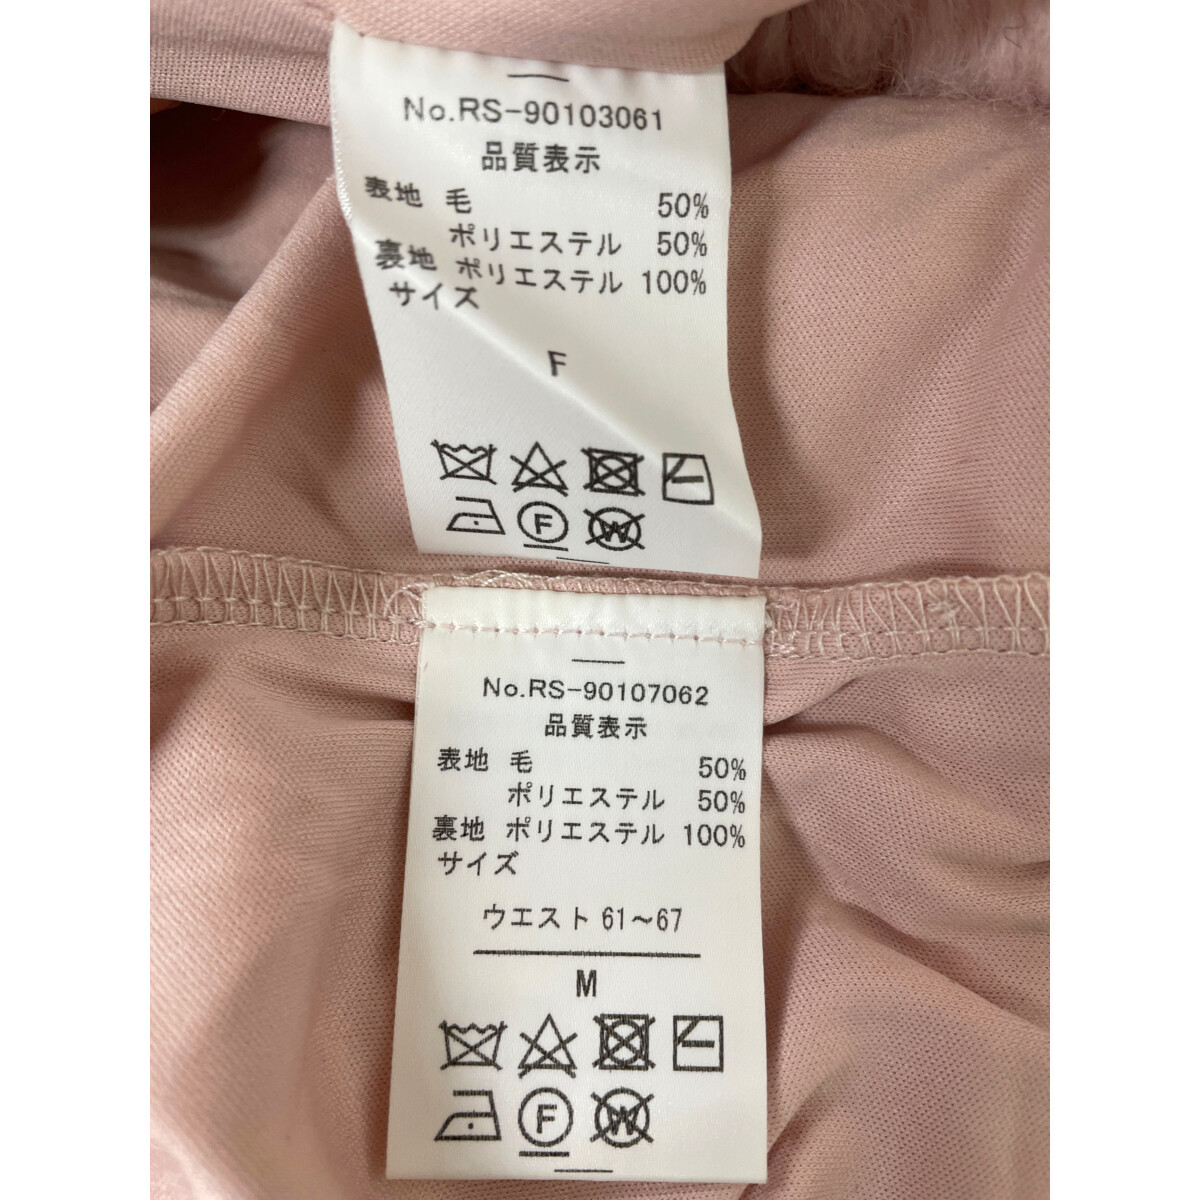 No.RS-90103061
品質表示
表地 毛 50%
ポリエステル 50%
裏地 ポリエステル 100%
サイズ
F
F
W
No.RS-90107062
品質表示
表地 毛 50%
ポリエステル 50%
裏地 ポリエステル 100%
サイズ
ウエスト 61～67
M
F
W